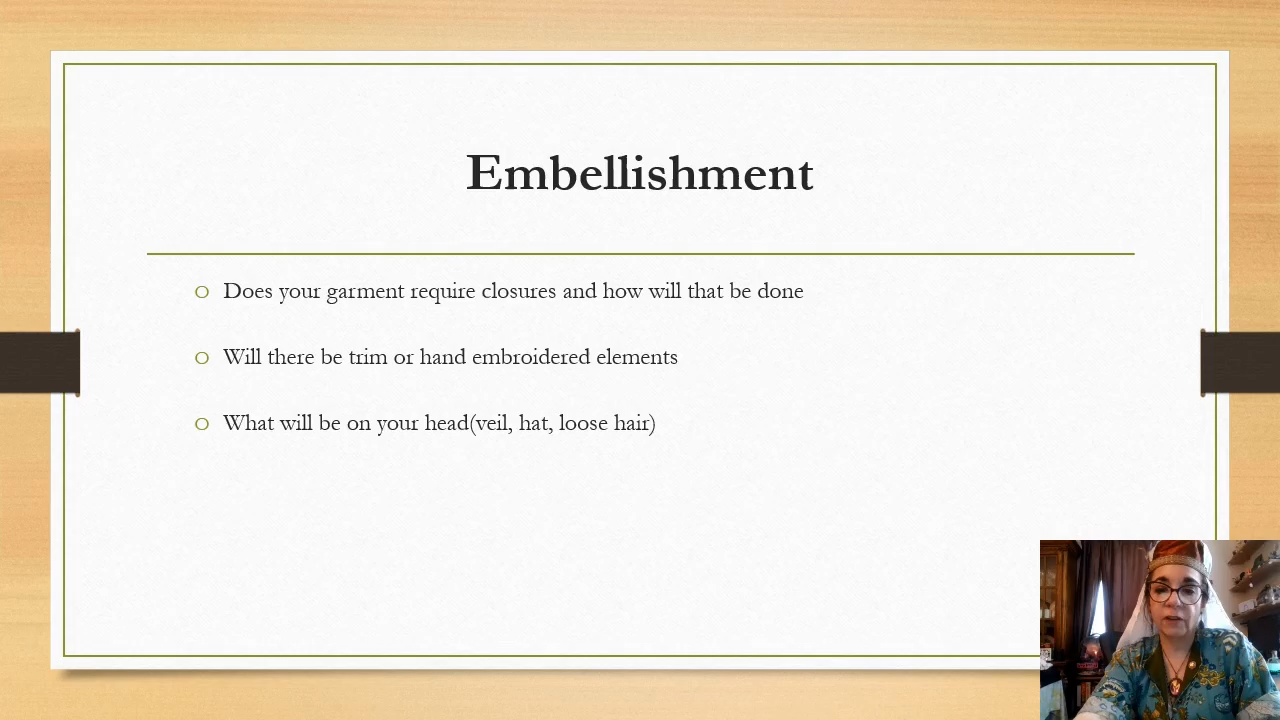 Embellishment
o Does your garment require closures and how will that be done
o Will there be trim or hand embroidered elements
o What will be on your head(veil, hat, loose hair)